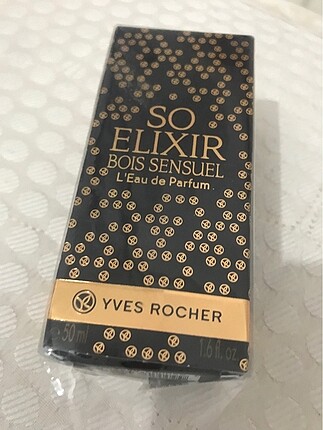 SO
ELIXIR
BOIS SENSUEL
L'Eau de Parfum
YVES ROCHER
50 ml 1.6 fl. oz.